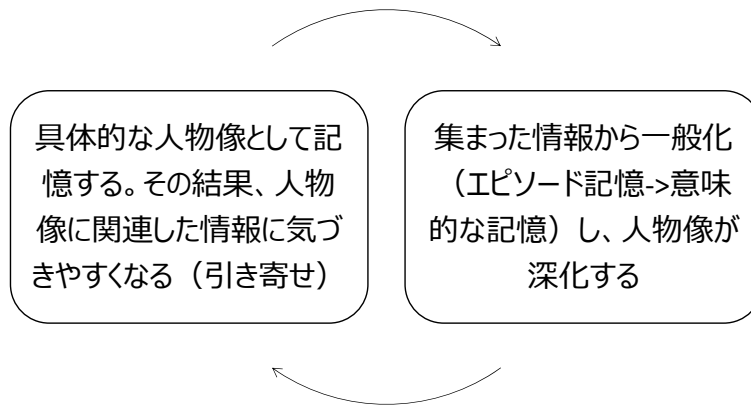 具体的な人物像として記
憶する。その結果、人物
像に関連した情報に気づ
きやすくなる（引き寄せ）
集まった情報から一般化
（エピソード記憶->意味
的な記憶）し、人物像が
深化する